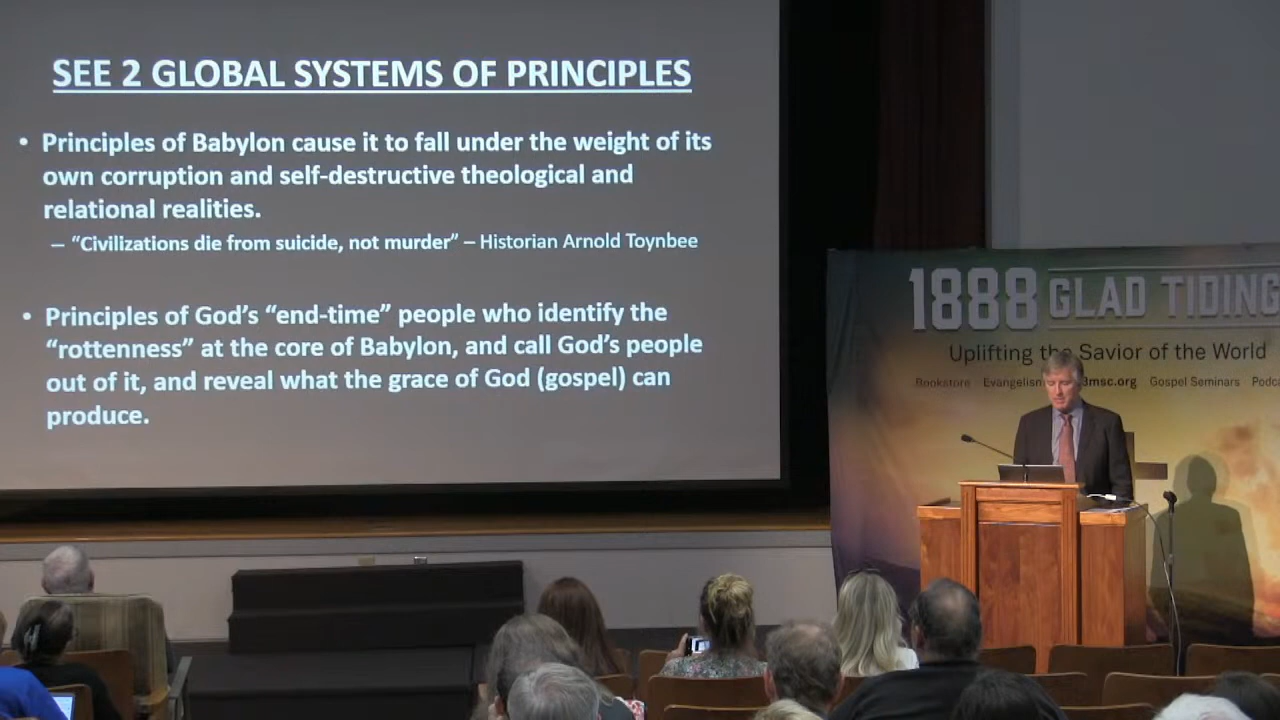 SEE 2 GLOBAL SYSTEMS OF PRINCIPLES
• Principles of Babylon cause it to fall under the weight of its
own corruption and self-destructive theological and
relational realities.
– “Civilizations die from suicide, not murder” – Historian Arnold Toynbee
• Principles of God’s “end-time” people who identify the
“rottenness” at the core of Babylon, and call God’s people
out of it, and reveal what the grace of God (gospel) can
produce.
1888 GLAD TIDING
Uplifting the Savior of the World
Bookstore Evangelism msc.org Gospel Seminars Podc